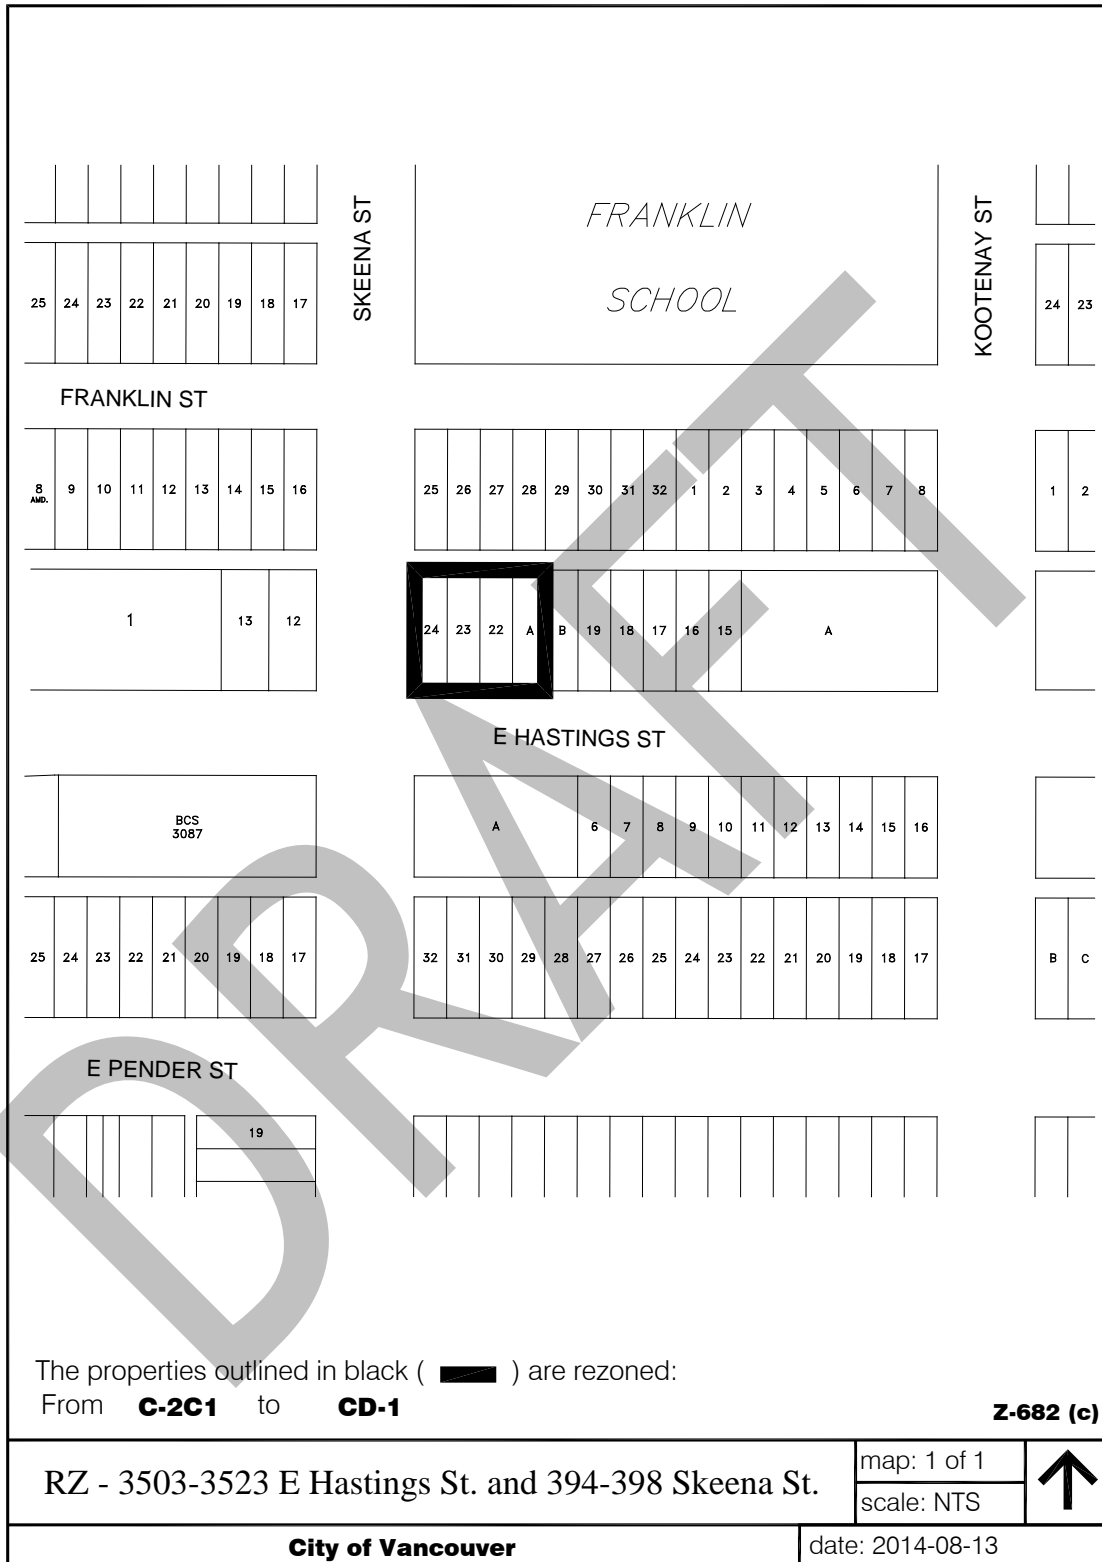 FRANKLIN
SCHOOL
SKEENA ST
KOOTENAY ST
25 24 23 22 21 20 19 18 17
24 23
FRANKLIN ST
8 AMD. 9 10 11 12 13 14 15 16
25 26 27 28 29 30 31 32 1 2 3 4 5 6 7 8
1 2
1 13 12
24 23 22 A B 19 18 17 16 15 A
E HASTINGS ST
BCS
3087
A 6 7 8 9 10 11 12 13 14 15 16
25 24 23 22 21 20 19 18 17
32 31 30 29 28 27 26 25 24 23 22 21 20 19 18 17
B C
E PENDER ST
19
DRAFT
The properties outlined in black ( ) are rezoned:
From C-2C1 to CD-1
Z-682 (c)
RZ - 3503-3523 E Hastings St. and 394-398 Skeena St.
map: 1 of 1
scale: NTS
City of Vancouver
date: 2014-08-13